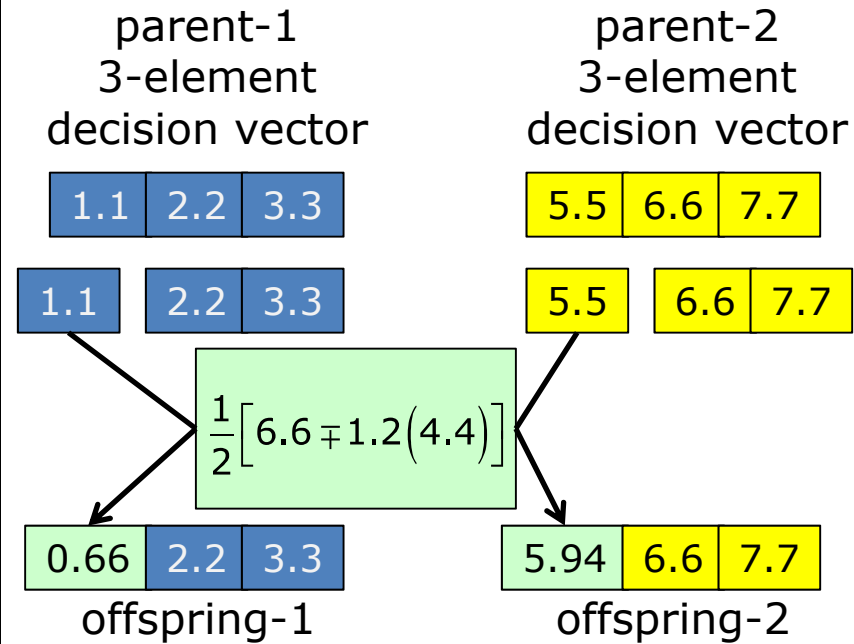 parent-1
3-element
decision vector
parent-2
3-element
decision vector
1.1 2.2 3.3
5.5 6.6 7.7
1.1 2.2 3.3
5.5 6.6 7.7
1/2[6.6∓1.2(4.4)]
0.66 2.2 3.3
5.94 6.6 7.7
offspring-1
offspring-2